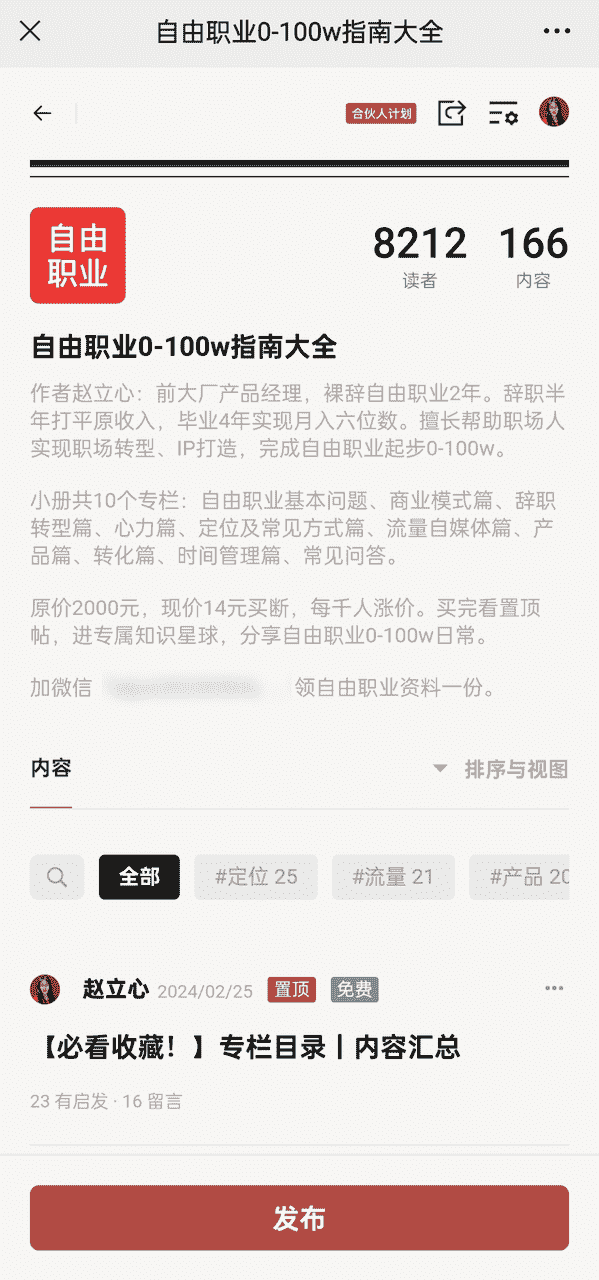 自由职业0-100w指南大全
合伙人计划
自由
职业
8212
166
读者
内容
自由职业0-100w指南大全
作者赵立心：前大厂产品经理，裸辞自由职业2年。辞职半
年打平原收入，毕业4年实现月入六位数。擅长帮助职场人
实现职场转型、IP打造，完成自由职业起步0-100w。
小册共10个专栏：自由职业基本问题、商业模式篇、辞职
转型篇、心力篇、定位及常见方式篇、流量自媒体篇、产
品篇、转化篇、时间管理篇、常见问答。
原价2000元，现价14元买断，每千人涨价。买完看置顶
帖，进专属知识星球，分享自由职业0-100w日常。
加微信 领自由职业资料一份。
内容
排序与视图
全部
#定位 25
#流量 21
#产品 20
赵立心 2024/02/25 置顶 免费
【必看收藏！】专栏目录丨内容汇总
23 有启发 · 16 留言
发布